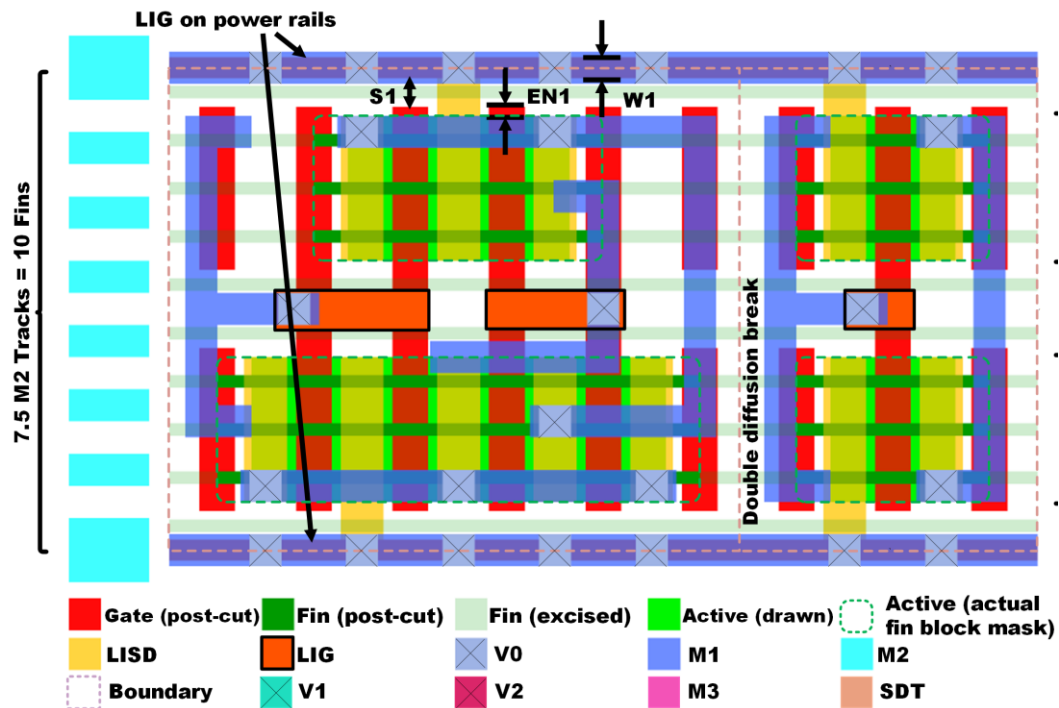 LIG on power rails
S1
EN1
W1
7.5 M2 Tracks = 10 Fins
Double diffusion break
Gate (post-cut)
Fin (post-cut)
Fin (excised)
Active (drawn)
Active (actual
fin block mask)
LISD
LIG
V0
M1
M2
Boundary
V1
V2
M3
SDT